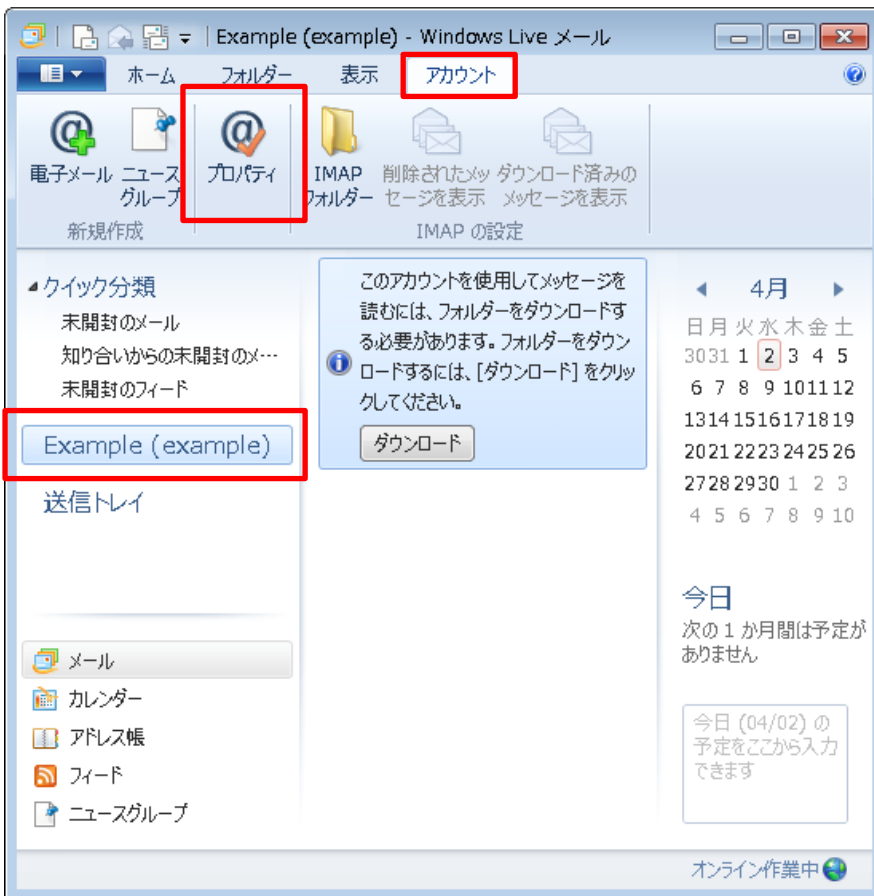 Example (example) - Windows Live メール
ホーム フォルダー 表示 アカウント
電子メール ニュースグループ プロパティ IMAP フォルダー 削除されたメッセージを表示 ダウンロード済みのメッセージを表示
新規作成 IMAP の設定
クイック分類
未開封のメール
知り合いからの未開封のメ…
未開封のフィード
Example (example)
送信トレイ
メール
カレンダー
アドレス帳
フィード
ニュースグループ
このアカウントを使用してメッセージを
読むには、フォルダーをダウンロードす
る必要があります。フォルダーをダウン
ロードするには、[ダウンロード] をクリッ
クしてください。
ダウンロード
4月
日 月 火 水 木 金 土
30 31 1 2 3 4 5
6 7 8 9 10 11 12
13 14 15 16 17 18 19
20 21 22 23 24 25 26
27 28 29 30 1 2 3
4 5 6 7 8 9 10
今日
次の 1 か月間は予定が
ありません
今日 (04/02) の
予定をここから入力
できます
オンライン作業中